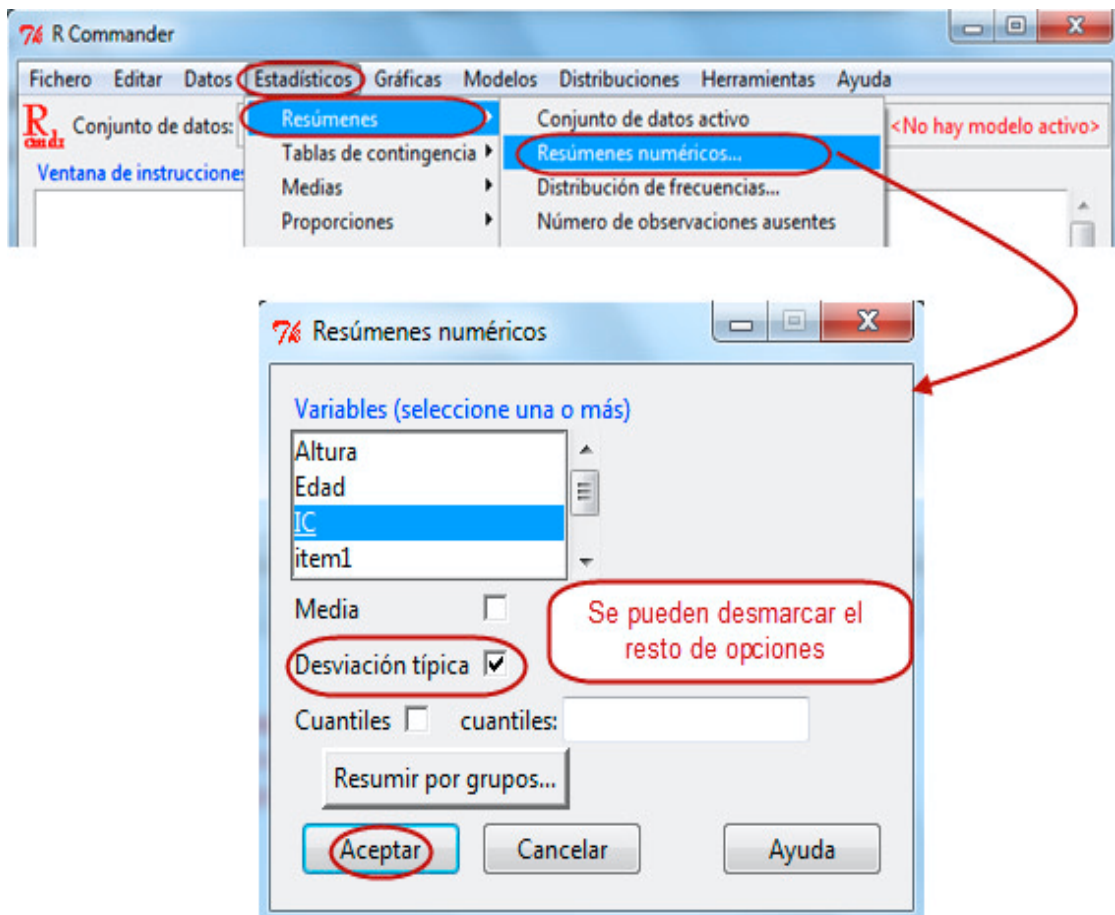 R Commander
Fichero Editar Datos Estadísticos Gráficas Modelos Distribuciones Herramientas Ayuda
R Conjunto de datos: Resúmenes Conjunto de datos activo <No hay modelo activo>
cmdr Tablas de contingencia Resúmenes numéricos...
Ventana de instrucciones Medias Distribución de frecuencias...
Proporciones Número de observaciones ausentes
Resúmenes numéricos
Variables (seleccione una o más)
Altura
Edad
IC
item1
Media
Se pueden desmarcar el
resto de opciones
Desviación típica
Cuantiles cuantiles:
Resumir por grupos...
Aceptar Cancelar Ayuda